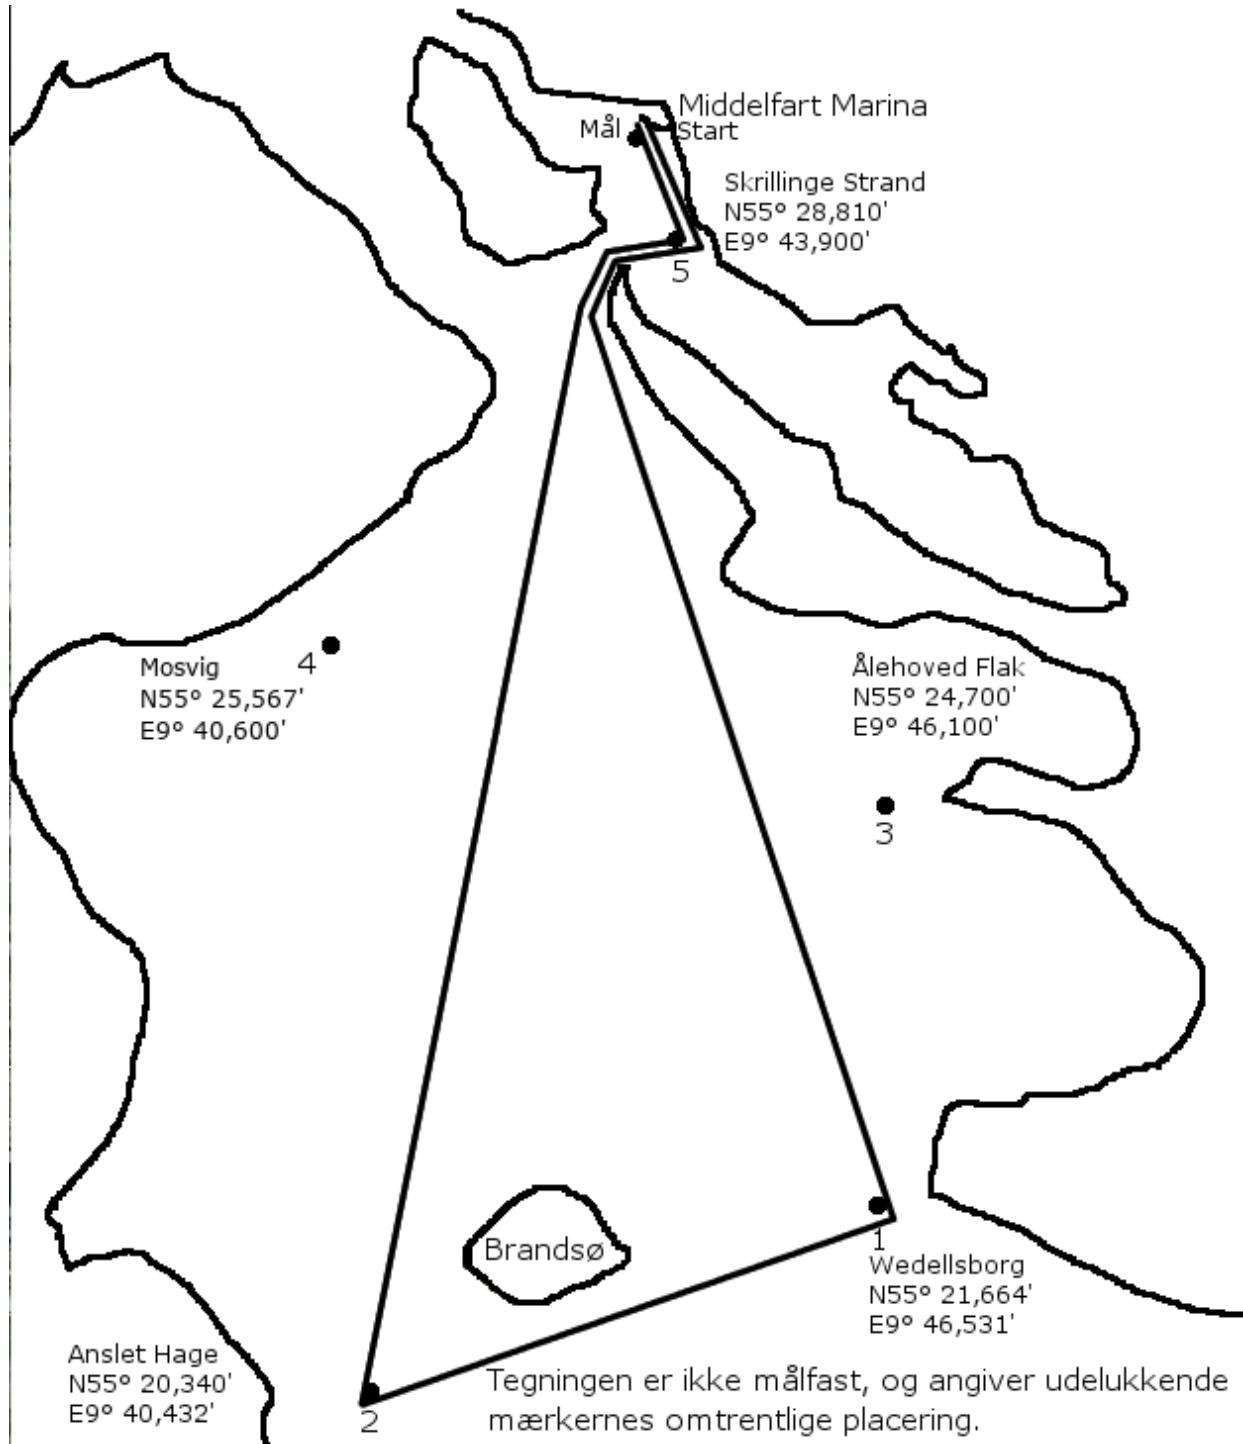 Middelfart Marina
Mål
Start
Skrillinge Strand
N55° 28,810'
E9° 43,900'
5
Mosvig
N55° 25,567'
E9° 40,600'
4
Ålehoved Flak
N55° 24,700'
E9° 46,100'
3
Brandsø
1
Wedellsborg
N55° 21,664'
E9° 46,531'
Anslet Hage
N55° 20,340'
E9° 40,432'
2
Tegningen er ikke målfast, og angiver udelukkende
mærkernes omtrentlige placering.